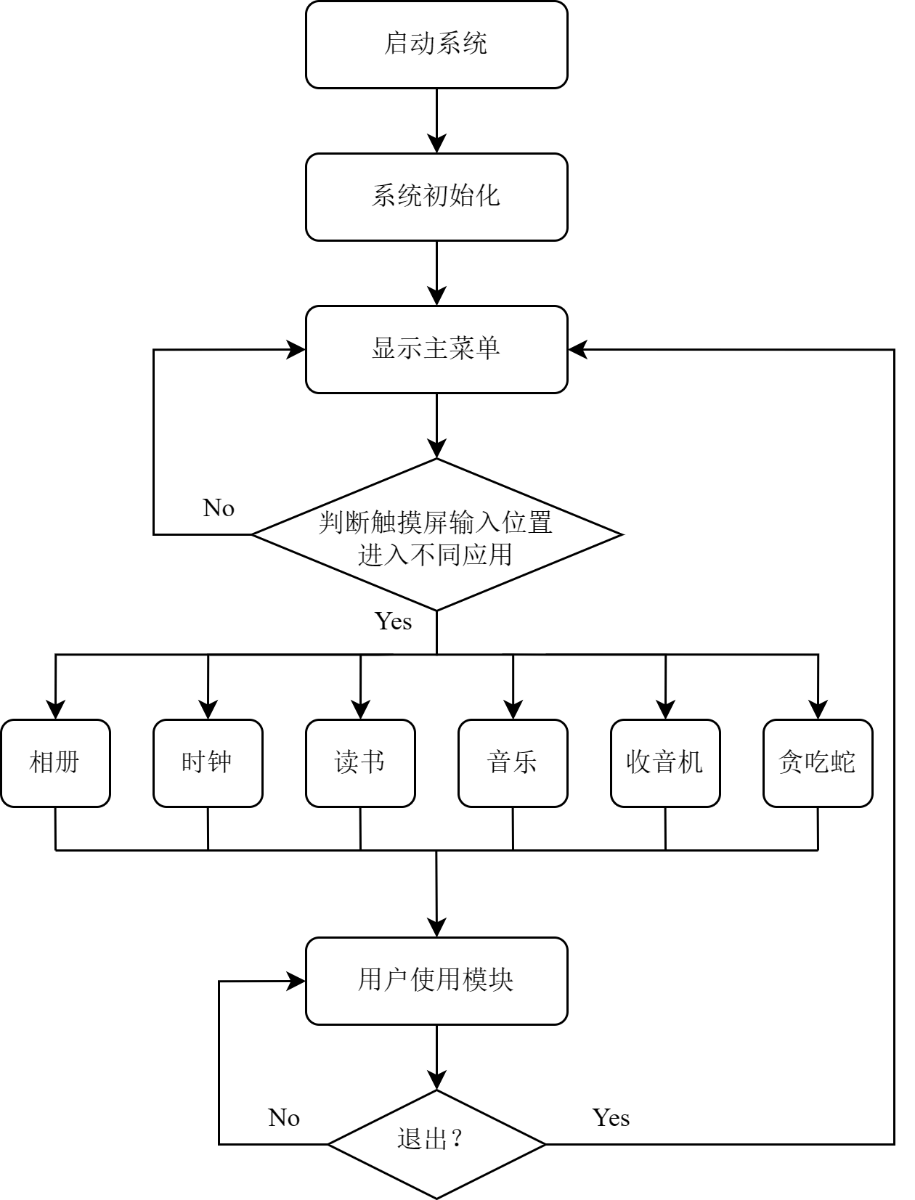 启动系统
系统初始化
显示主菜单
No
判断触摸屏输入位置
进入不同应用
Yes
相册
时钟
读书
音乐
收音机
贪吃蛇
用户使用模块
No
退出？
Yes